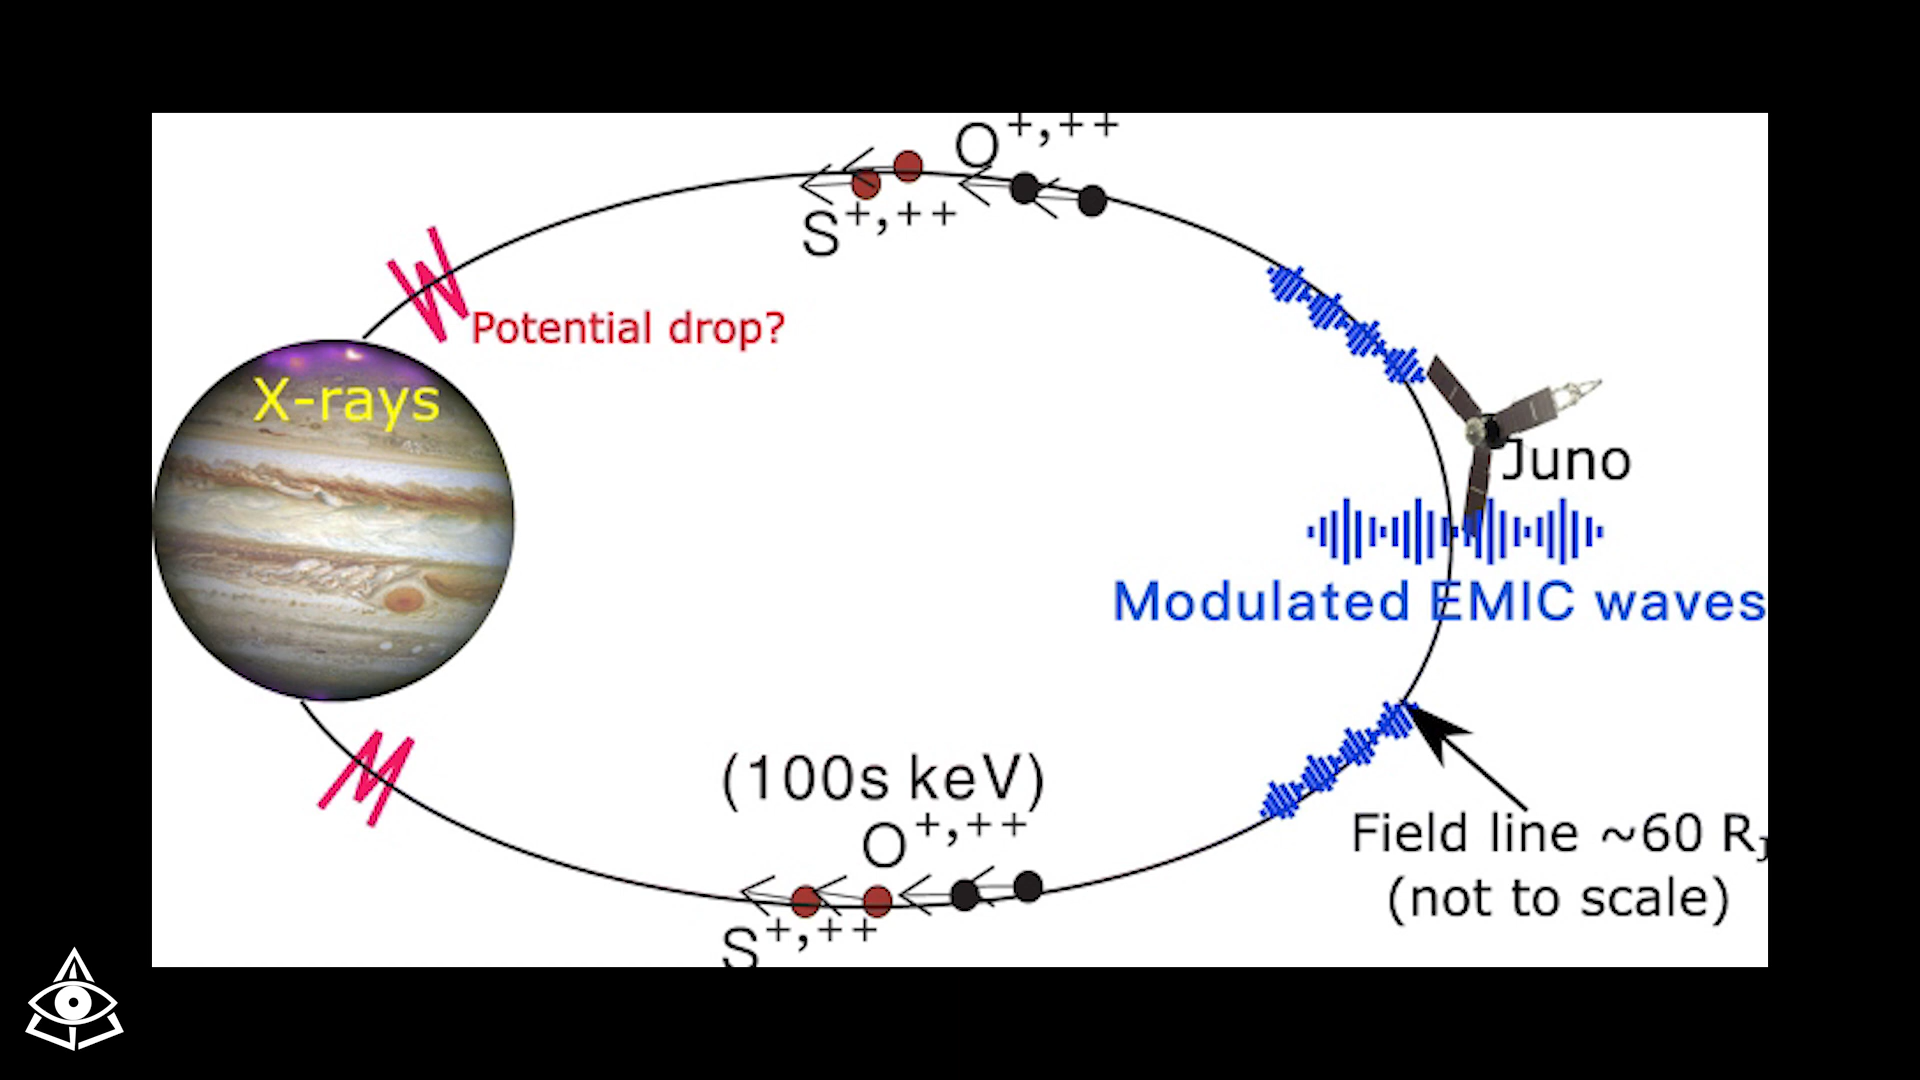 O⁺,⁺⁺
S⁺,⁺⁺
Potential drop?
X-rays
Juno
Modulated EMIC waves
(100s keV)
O⁺,⁺⁺
Field line ~60 Rⱼ
(not to scale)
S⁺,⁺⁺